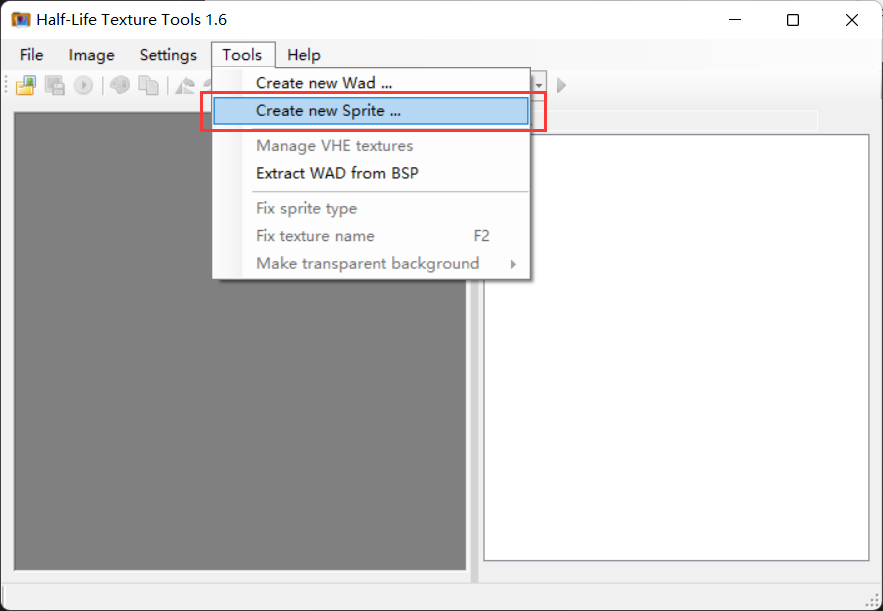 Half-Life Texture Tools 1.6
File Image Settings Tools Help
Create new Wad ...
Create new Sprite ...
Manage VHE textures
Extract WAD from BSP
Fix sprite type
Fix texture name F2
Make transparent background